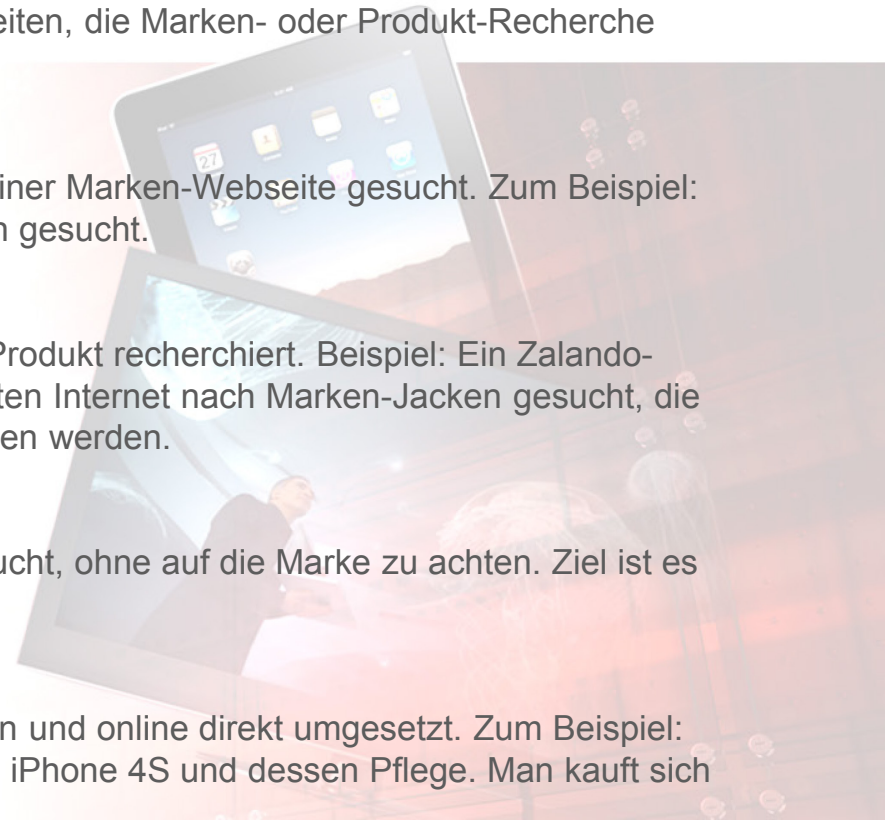 eiten, die Marken- oder Produkt-Recherche
iner Marken-Webseite gesucht. Zum Beispiel:
n gesucht.
Produkt recherchiert. Beispiel: Ein Zalando-
ten Internet nach Marken-Jacken gesucht, die
en werden.
ucht, ohne auf die Marke zu achten. Ziel ist es
n und online direkt umgesetzt. Zum Beispiel:
iPhone 4S und dessen Pflege. Man kauft sich
27